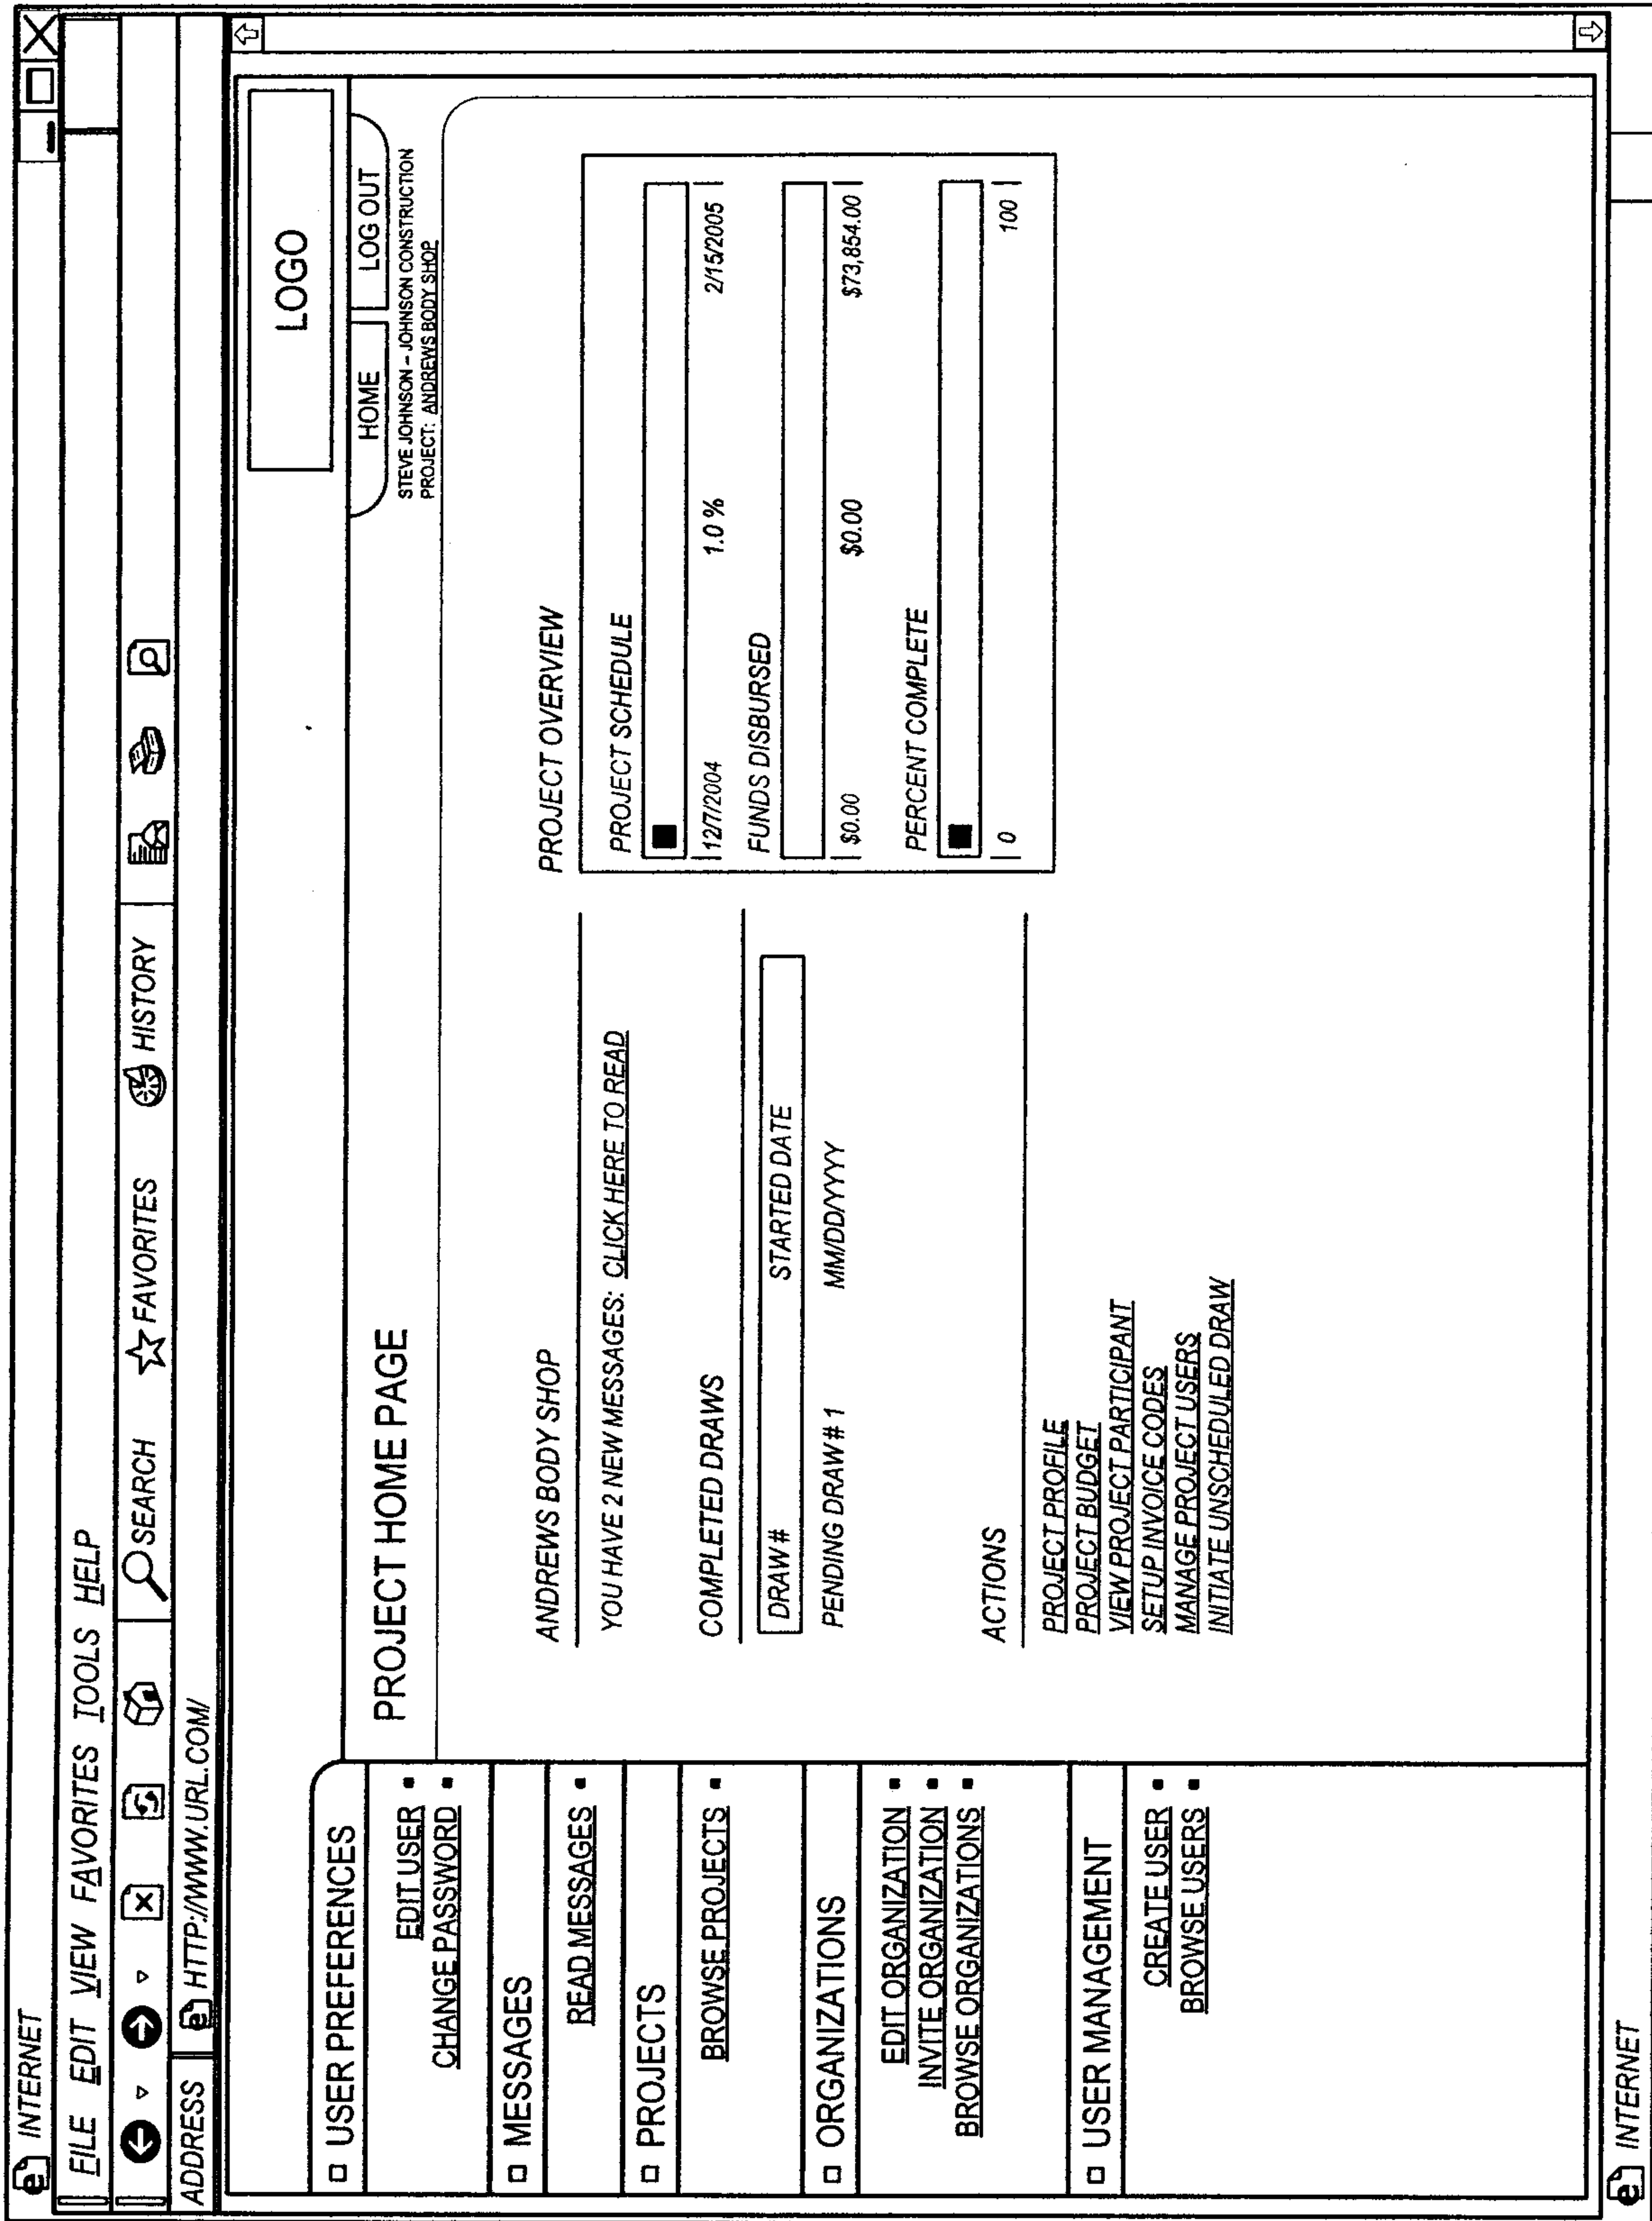 INTERNET
FILE EDIT VIEW FAVORITES TOOLS HELP
SEARCH FAVORITES HISTORY
ADDRESS HTTP://WWW.URL.COM/
LOGO
HOME LOG OUT
STEVE JOHNSON – JOHNSON CONSTRUCTION
PROJECT: ANDREWS BODY SHOP
USER PREFERENCES
EDIT USER
CHANGE PASSWORD
MESSAGES
READ MESSAGES
PROJECTS
BROWSE PROJECTS
ORGANIZATIONS
EDIT ORGANIZATION
INVITE ORGANIZATION
BROWSE ORGANIZATIONS
USER MANAGEMENT
CREATE USER
BROWSE USERS
PROJECT HOME PAGE
ANDREWS BODY SHOP
YOU HAVE 2 NEW MESSAGES: CLICK HERE TO READ
COMPLETED DRAWS
DRAW # STARTED DATE
PENDING DRAW # 1 MM/DD/YYYY
ACTIONS
PROJECT PROFILE
PROJECT BUDGET
VIEW PROJECT PARTICIPANT
SETUP INVOICE CODES
MANAGE PROJECT USERS
INITIATE UNSCHEDULED DRAW
PROJECT OVERVIEW
PROJECT SCHEDULE
12/7/2004 1.0 % 2/15/2005
FUNDS DISBURSED
$0.00 $0.00 $73,854.00
PERCENT COMPLETE
0 100
INTERNET